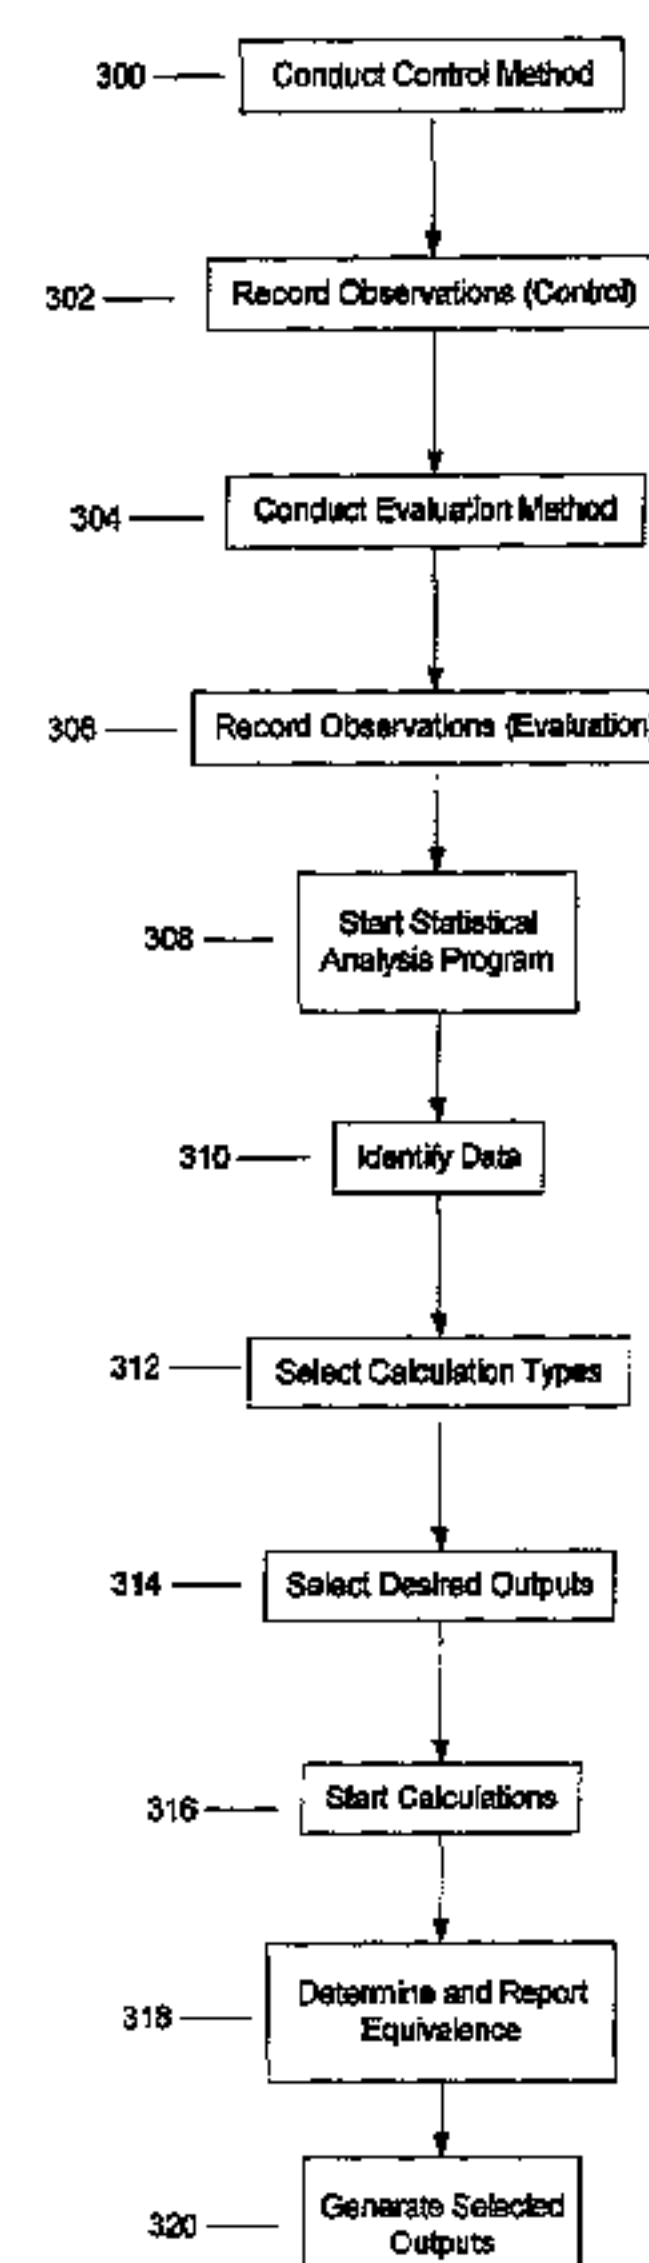 300 Conduct Control Method
302 Record Observations (Control)
304 Conduct Evaluation Method
306 Record Observations (Evaluation)
308 Start Statistical
Analysis Program
310 Identify Data
312 Select Calculation Types
314 Select Desired Outputs
316 Start Calculations
318 Determine and Report
Equivalence
320 Generate Selected
Outputs